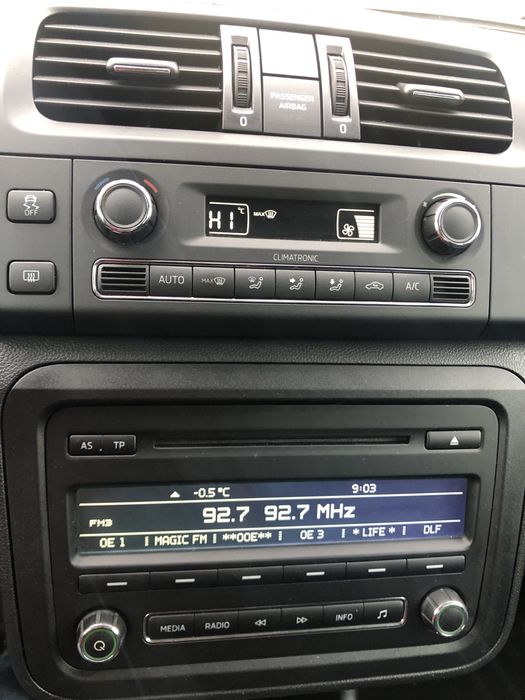 PASSENGER
AIRBAG
0 0
OFF
HI °C MAX
CLIMATRONIC
AUTO MAX A/C
AS TP
-0.5 °C 9:03
FM3 92.7 92.7 MHz
OE 1 MAGIC FM **OOE** OE 3 * LIFE * DLF
MEDIA RADIO INFO